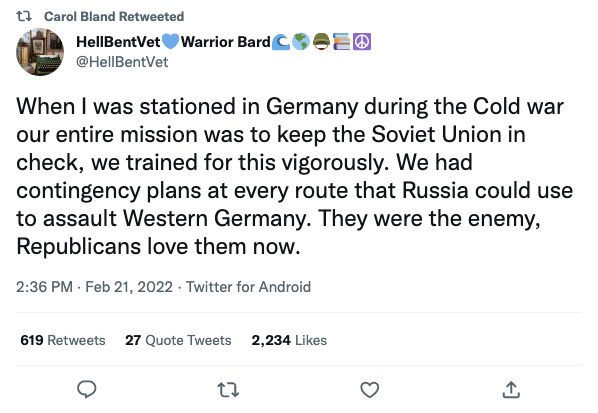 Carol Bland Retweeted
HellBentVet💙Warrior Bard🌊🌎🪖📚☮️
@HellBentVet
When I was stationed in Germany during the Cold war
our entire mission was to keep the Soviet Union in
check, we trained for this vigorously. We had
contingency plans at every route that Russia could use
to assault Western Germany. They were the enemy,
Republicans love them now.
2:36 PM · Feb 21, 2022 · Twitter for Android
619 Retweets 27 Quote Tweets 2,234 Likes